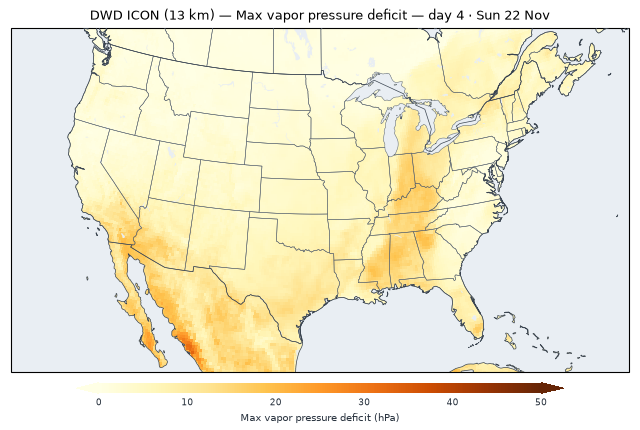 DWD ICON (13 km) — Max vapor pressure deficit — day 4 · Sun 22 Nov
0 10 20 30 40 50
Max vapor pressure deficit (hPa)